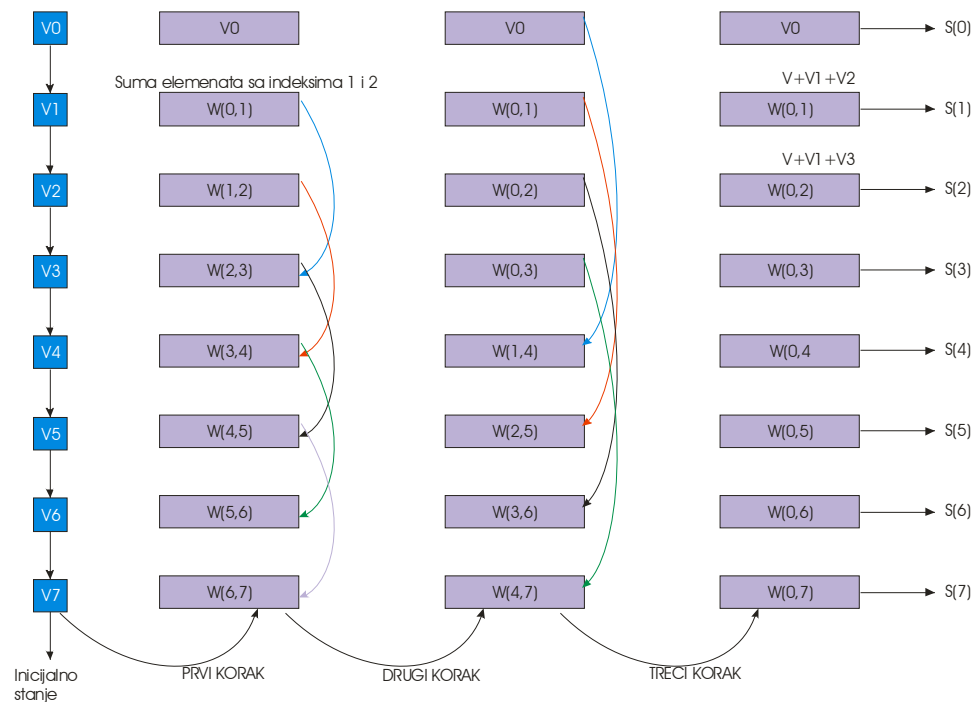 V0 V0 V0 V0 S(0)
Suma elemenata sa indeksima 1 i 2 V+V1+V2
V1 W(0,1) W(0,1) W(0,1) S(1)
V+V1+V3
V2 W(1,2) W(0,2) W(0,2) S(2)
V3 W(2,3) W(0,3) W(0,3) S(3)
V4 W(3,4) W(1,4) W(0,4 S(4)
V5 W(4,5) W(2,5) W(0,5) S(5)
V6 W(5,6) W(3,6) W(0,6) S(6)
V7 W(6,7) W(4,7) W(0,7) S(7)
Inicijalno PRVI KORAK DRUGI KORAK TRECI KORAK
stanje